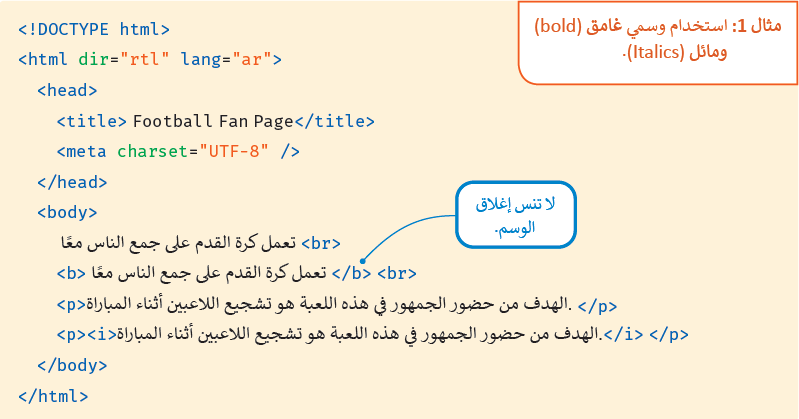 مثال 1: استخدام وسمي غامق (bold)
ومائل (Italics).
<!DOCTYPE html>
<html dir="rtl" lang="ar">
<head>
<title> Football Fan Page</title>
<meta charset="UTF-8" />
</head>
<body>
لا تنس إغلاق
الوسم.
تعمل كرة القدم على جمع الناس معًا <br>
<b> تعمل كرة القدم على جمع الناس معًا </b> <br>
<p>الهدف من حضور الجمهور في هذه اللعبة هو تشجيع اللاعبين أثناء المباراة. </p>
<p><i>الهدف من حضور الجمهور في هذه اللعبة هو تشجيع اللاعبين أثناء المباراة.</i> </p>
</body>
</html>